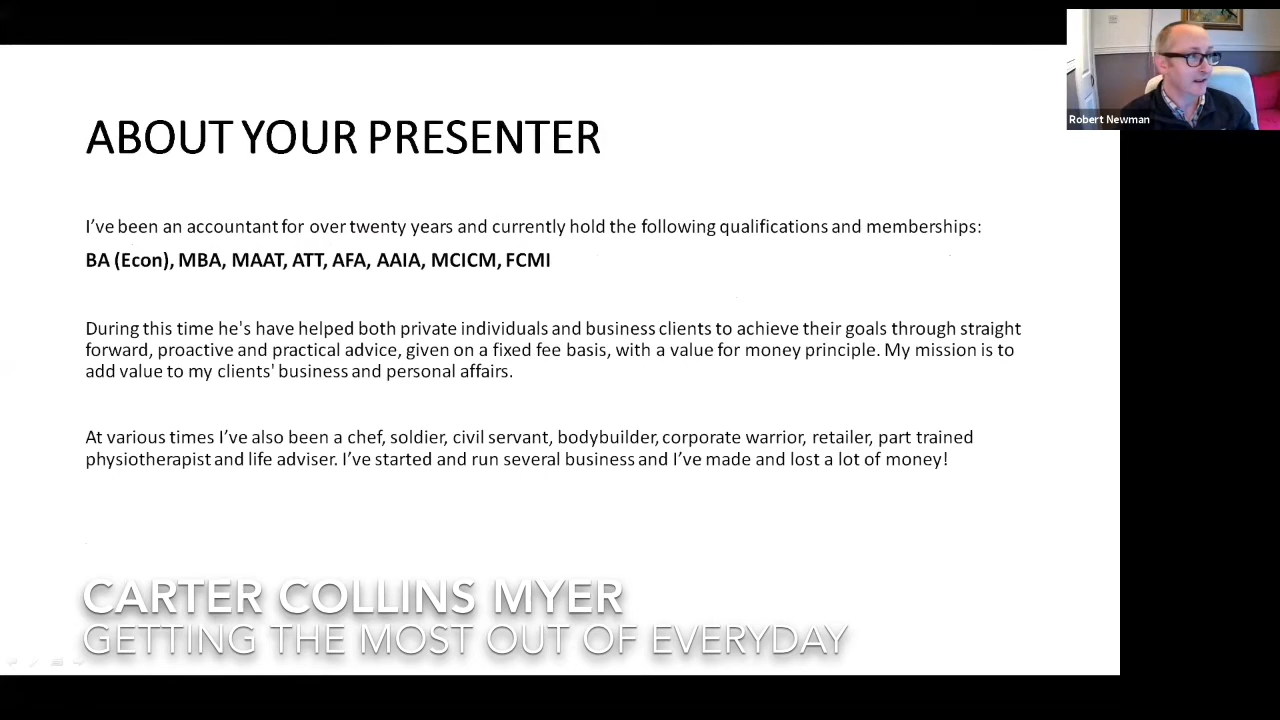 ABOUT YOUR PRESENTER
Robert Newman
I’ve been an accountant for over twenty years and currently hold the following qualifications and memberships:
BA (Econ), MBA, MAAT, ATT, AFA, AAIA, MCICM, FCMI
During this time he's have helped both private individuals and business clients to achieve their goals through straight
forward, proactive and practical advice, given on a fixed fee basis, with a value for money principle. My mission is to
add value to my clients' business and personal affairs.
At various times I’ve also been a chef, soldier, civil servant, bodybuilder, corporate warrior, retailer, part trained
physiotherapist and life adviser. I’ve started and run several business and I’ve made and lost a lot of money!
CARTER COLLINS MYER
GETTING THE MOST OUT OF EVERYDAY